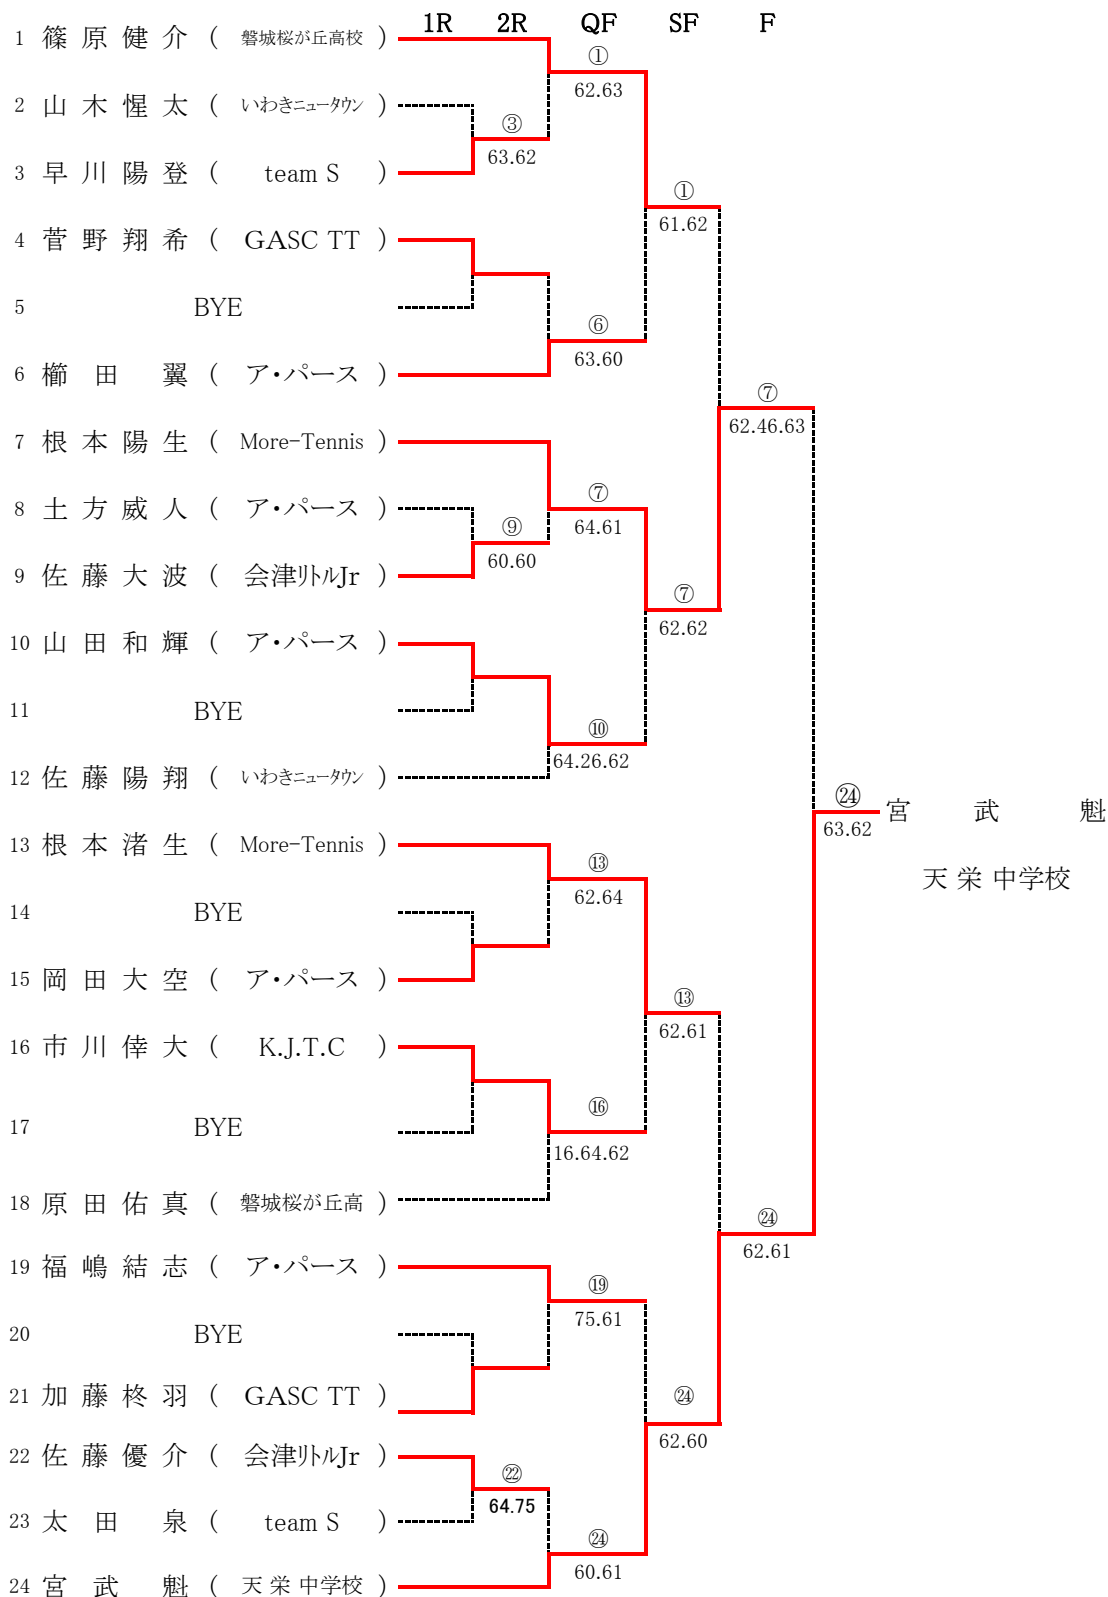 1R 2R QF SF F
1 篠原健介 ( 磐城桜が丘高校 )
①
62.63
2 山木惺太 ( いわきニュータウン )
③
63.62
3 早川陽登 ( team S )
①
61.62
4 菅野翔希 ( GASC TT )
5 BYE
⑥
63.60
6 櫛田 翼 ( ア・パース )
⑦
62.46.63
7 根本陽生 ( More-Tennis )
⑦
64.61
8 土方威人 ( ア・パース )
⑨
60.60
9 佐藤大波 ( 会津リトルJr )
⑦
62.62
10 山田和輝 ( ア・パース )
11 BYE
⑩
64.26.62
12 佐藤陽翔 ( いわきニュータウン )
㉔ 宮武魁
63.62
13 根本渚生 ( More-Tennis )
⑬
62.64
天栄中学校
14 BYE
15 岡田大空 ( ア・パース )
⑬
62.61
16 市川倖大 ( K.J.T.C )
⑯
17 BYE
16.64.62
18 原田佑真 ( 磐城桜が丘高 )
㉔
62.61
19 福嶋結志 ( ア・パース )
⑲
75.61
20 BYE
21 加藤柊羽 ( GASC TT )
㉔
62.60
22 佐藤優介 ( 会津リトルJr )
㉒
64.75
23 太田 泉 ( team S )
㉔
60.61
24 宮武 魁 ( 天栄中学校 )